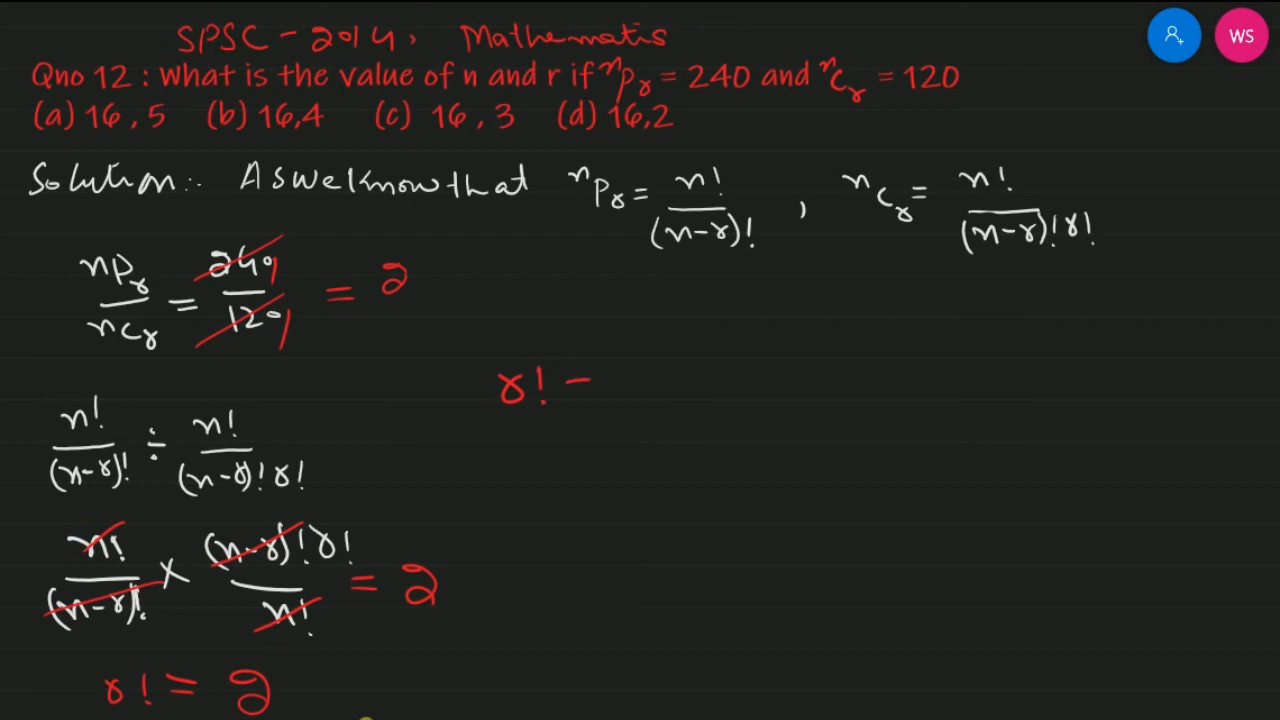 SPSC - 2014, Mathematis
WS
Qno 12 : What is the value of n and r if ⁿPᵣ = 240 and ⁿCᵣ = 120
(a) 16 , 5 (b) 16,4 (c) 16 , 3 (d) 16,2
Solution :- As we know that ⁿPᵣ = n!/(n-r)! , ⁿCᵣ = n!/(n-r)! r!
nPᵣ/nCᵣ = 240/120 = 2
r! -
n!/(n-r)! ÷ n!/(n-r)! r!
n!/(n-r)! × (n-r)! r!/n! = 2
r! = 2